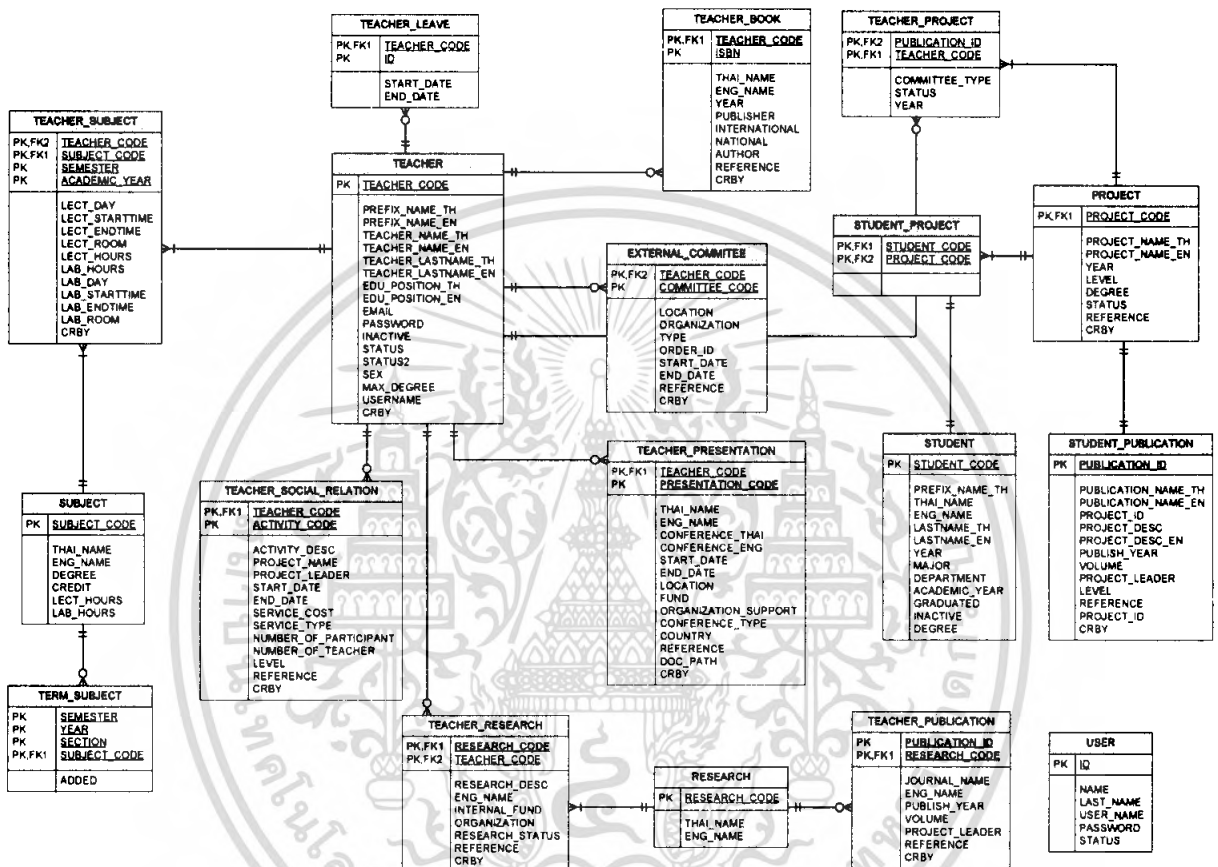 TEACHER_LEAVE
PK,FK1 TEACHER_CODE
PK ID
START_DATE
END_DATE
TEACHER_BOOK
PK,FK1 TEACHER_CODE
PK ISBN
THAI_NAME
ENG_NAME
YEAR
PUBLISHER
INTERNATIONAL
NATIONAL
AUTHOR
REFERENCE
CRBY
TEACHER_PROJECT
PK,FK2 PUBLICATION_ID
PK,FK1 TEACHER_CODE
COMMITTEE_TYPE
STATUS
YEAR
TEACHER_SUBJECT
PK,FK2 TEACHER_CODE
PK,FK1 SUBJECT_CODE
PK SEMESTER
PK ACADEMIC_YEAR
LECT_DAY
LECT_STARTTIME
LECT_ENDTIME
LECT_ROOM
LECT_HOURS
LAB_HOURS
LAB_DAY
LAB_STARTTIME
LAB_ENDTIME
LAB_ROOM
CRBY
TEACHER
PK TEACHER_CODE
PREFIX_NAME_TH
PREFIX_NAME_EN
TEACHER_NAME_TH
TEACHER_NAME_EN
TEACHER_LASTNAME_TH
TEACHER_LASTNAME_EN
EDU_POSITION_TH
EDU_POSITION_EN
EMAIL
PASSWORD
INACTIVE
STATUS
STATUS2
SEX
MAX_DEGREE
USERNAME
CRBY
PROJECT
PK,FK1 PROJECT_CODE
PROJECT_NAME_TH
PROJECT_NAME_EN
YEAR
LEVEL
DEGREE
STATUS
REFERENCE
CRBY
STUDENT_PROJECT
PK,FK1 STUDENT_CODE
PK,FK2 PROJECT_CODE
EXTERNAL_COMMITEE
PK,FK2 TEACHER_CODE
PK COMMITTEE_CODE
LOCATION
ORGANIZATION
TYPE
ORDER_ID
START_DATE
END_DATE
REFERENCE
CRBY
STUDENT
PK STUDENT_CODE
PREFIX_NAME_TH
THAI_NAME
ENG_NAME
LASTNAME_TH
LASTNAME_EN
YEAR
MAJOR
DEPARTMENT
ACADEMIC_YEAR
GRADUATED
INACTIVE
DEGREE
STUDENT_PUBLICATION
PK PUBLICATION_ID
PUBLICATION_NAME_TH
PUBLICATION_NAME_EN
PROJECT_ID
PROJECT_DESC
PROJECT_DESC_EN
PUBLISH_YEAR
VOLUME
PROJECT_LEADER
LEVEL
REFERENCE
PROJECT_ID
CRBY
TEACHER_PRESENTATION
PK,FK1 TEACHER_CODE
PK PRESENTATION_CODE
THAI_NAME
ENG_NAME
CONFERENCE_THAI
CONFERENCE_ENG
START_DATE
END_DATE
LOCATION
FUND
ORGANIZATION_SUPPORT
CONFERENCE_TYPE
COUNTRY
REFERENCE
DOC_PATH
CRBY
TEACHER_SOCIAL_RELATION
PK,FK1 TEACHER_CODE
PK ACTIVITY_CODE
ACTIVITY_DESC
PROJECT_NAME
PROJECT_LEADER
START_DATE
END_DATE
SERVICE_COST
SERVICE_TYPE
NUMBER_OF_PARTICIPANT
NUMBER_OF_TEACHER
LEVEL
REFERENCE
CRBY
SUBJECT
PK SUBJECT_CODE
THAI_NAME
ENG_NAME
DEGREE
CREDIT
LECT_HOURS
LAB_HOURS
TERM_SUBJECT
PK SEMESTER
PK YEAR
PK SECTION
PK,FK1 SUBJECT_CODE
ADDED
TEACHER_RESEARCH
PK,FK1 RESEARCH_CODE
PK,FK2 TEACHER_CODE
RESEARCH_DESC
ENG_NAME
INTERNAL_FUND
ORGANIZATION
RESEARCH_STATUS
REFERENCE
CRBY
RESEARCH
PK RESEARCH_CODE
THAI_NAME
ENG_NAME
TEACHER_PUBLICATION
PK PUBLICATION_ID
PK,FK1 RESEARCH_CODE
JOURNAL_NAME
ENG_NAME
PUBLISH_YEAR
VOLUME
PROJECT_LEADER
REFERENCE
CRBY
USER
PK ID
NAME
LAST_NAME
USER_NAME
PASSWORD
STATUS